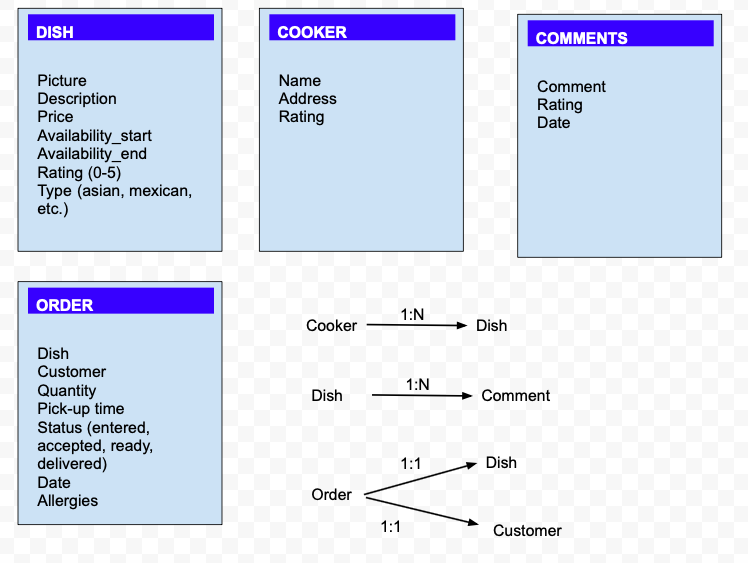 DISH
Picture
Description
Price
Availability_start
Availability_end
Rating (0-5)
Type (asian, mexican,
etc.)
COOKER
Name
Address
Rating
COMMENTS
Comment
Rating
Date
ORDER
Dish
Customer
Quantity
Pick-up time
Status (entered,
accepted, ready,
delivered)
Date
Allergies
Cooker 1:N Dish
Dish 1:N Comment
1:1 Dish
Order
1:1 Customer